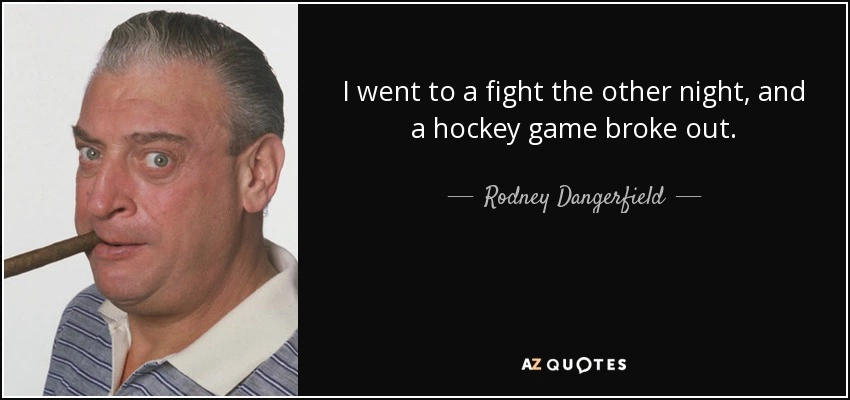 I went to a fight the other night, and
a hockey game broke out.
Rodney Dangerfield
AZ QUOTES